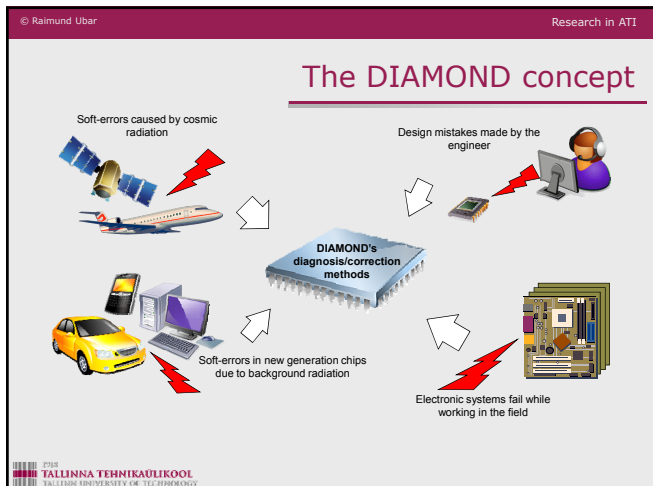 © Raimund Ubar
Research in ATI
The DIAMOND concept
Soft-errors caused by cosmic
radiation
Design mistakes made by the
engineer
DIAMOND's
diagnosis/correction
methods
Soft-errors in new generation chips
due to background radiation
Electronic systems fail while
working in the field
1918
TALLINNA TEHNIKAÜLIKOOL
TALLINN UNIVERSITY OF TECHNOLOGY